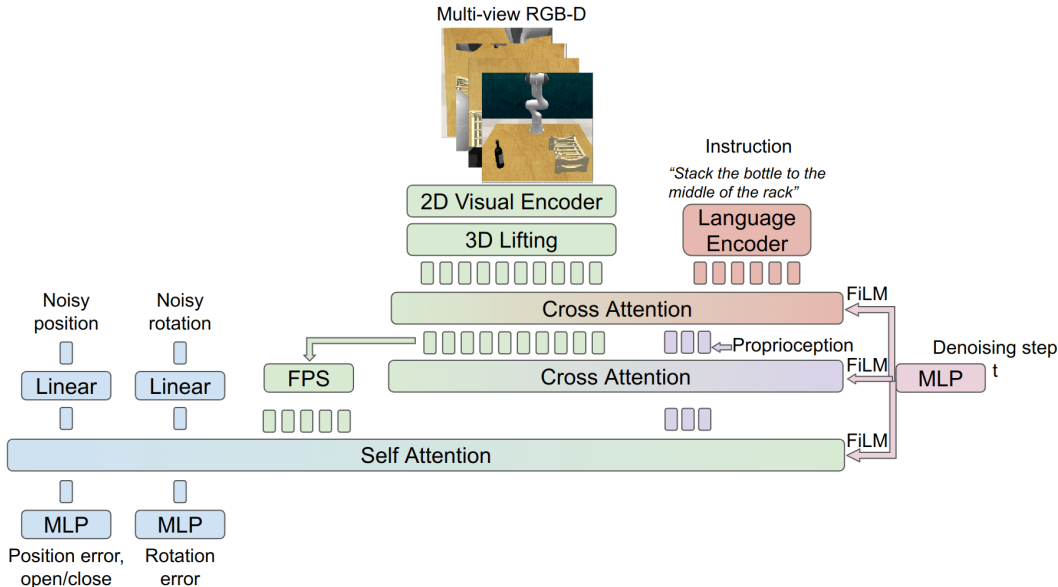 Multi-view RGB-D
Instruction
“Stack the bottle to the
middle of the rack”
2D Visual Encoder
Language
Encoder
3D Lifting
Noisy
position
Noisy
rotation
Cross Attention
FiLM
Proprioception
Denoising step
t
Linear
Linear
FPS
Cross Attention
FiLM
MLP
Self Attention
FiLM
MLP
MLP
Position error,
open/close
Rotation
error